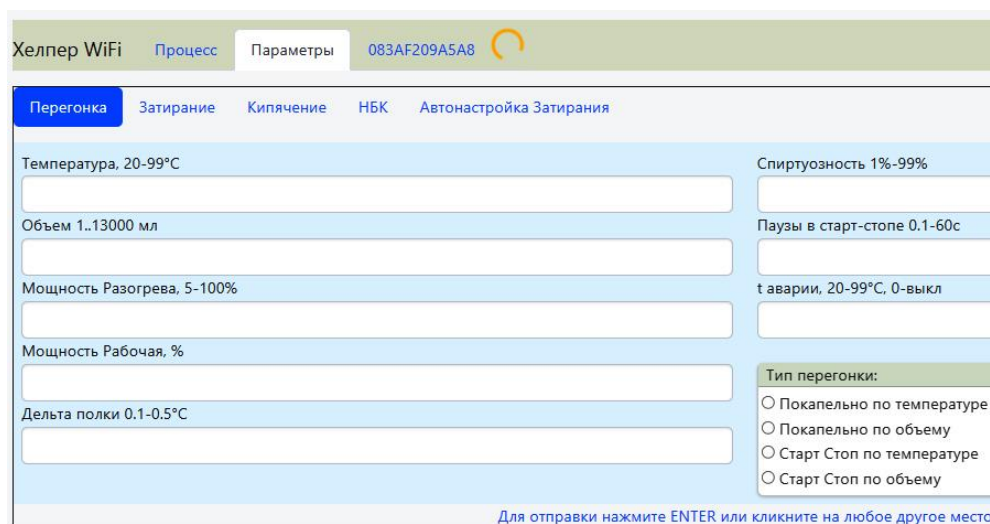 Хелпер WiFi Процесс Параметры 083AF209A5A8
Перегонка Затирание Кипячение НБК Автонастройка Затирания
Температура, 20-99°C
Спиртуозность 1%-99%
Объем 1..13000 мл
Паузы в старт-стопе 0.1-60с
Мощность Разогрева, 5-100%
t аварии, 20-99°C, 0-выкл
Мощность Рабочая, %
Дельта полки 0.1-0.5°C
Тип перегонки:
Покапельно по температуре
Покапельно по объему
Старт Стоп по температуре
Старт Стоп по объему
Для отправки нажмите ENTER или кликните на любое другое место